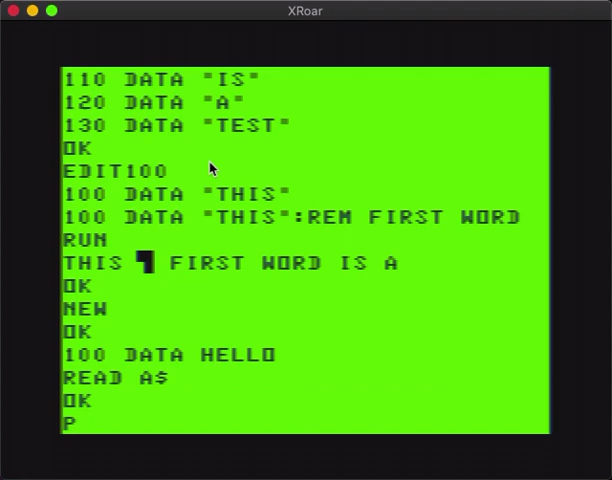 XRoar
110 DATA "IS"
120 DATA "A"
130 DATA "TEST"
OK
EDIT100
100 DATA "THIS"
100 DATA "THIS":REM FIRST WORD
RUN
THIS FIRST WORD IS A
OK
NEW
OK
100 DATA HELLO
READ A$
OK
P